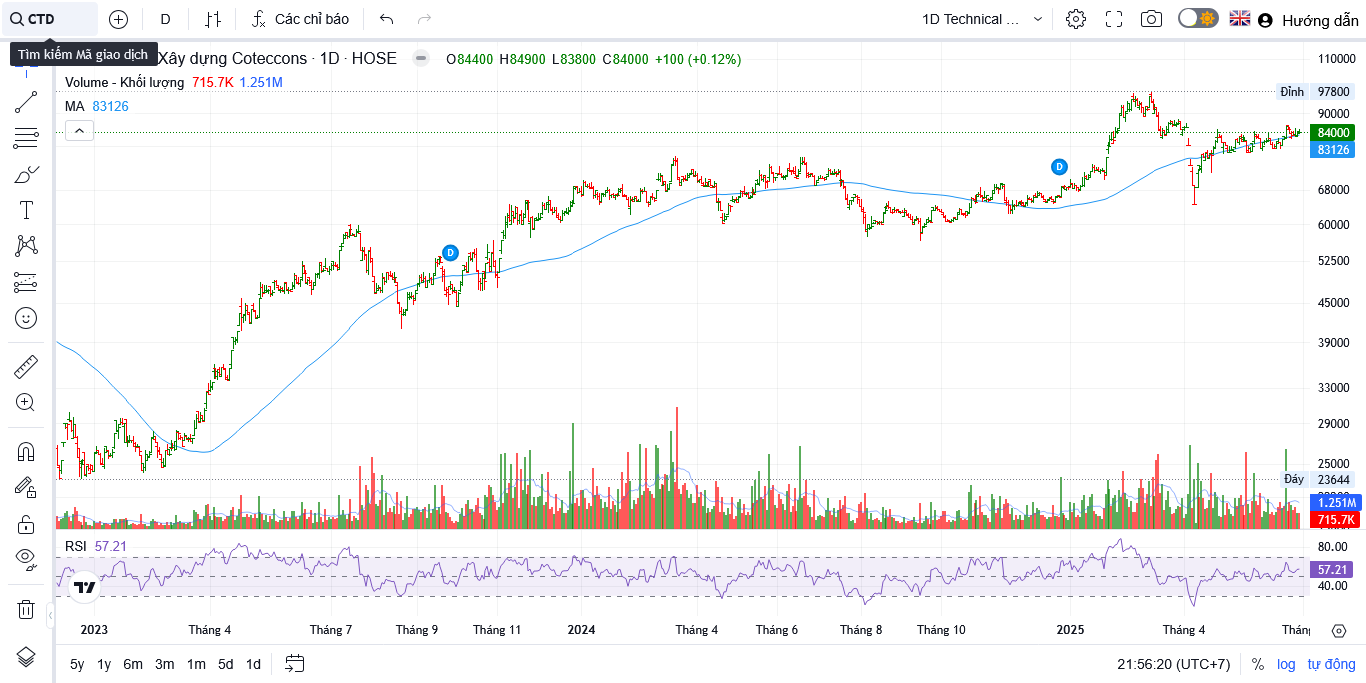 CTD
D
Các chỉ báo
1D Technical ...
Hướng dẫn
Tìm kiếm Mã giao dịch
Xây dựng Coteccons · 1D · HOSE
O84400 H84900 L83800 C84000 +100 (+0.12%)
Volume - Khối lượng 715.7K 1.251M
MA 83126
110000
Đỉnh 97800
90000
84000
83126
68000
60000
52500
45000
39000
33000
29000
25000
Đáy 23644
1.251M
715.7K
D
D
RSI 57.21
80.00
57.21
40.00
2023 Tháng 4 Tháng 7 Tháng 9 Tháng 11 2024 Tháng 4 Tháng 6 Tháng 8 Tháng 10 2025 Tháng 4
5y 1y 6m 3m 1m 5d 1d
21:56:20 (UTC+7) % log tự động